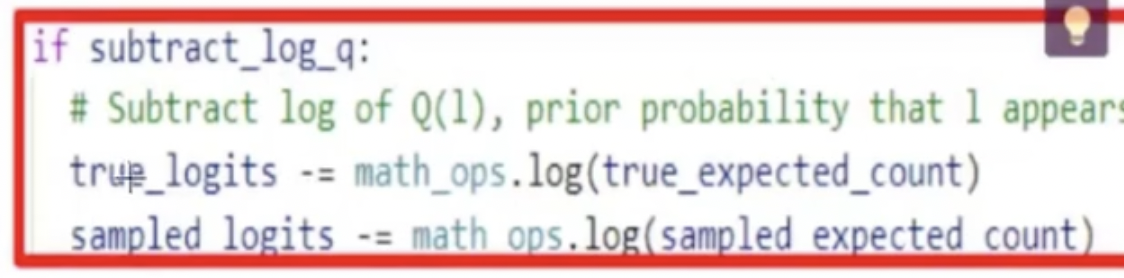 if subtract_log_q:
# Subtract log of Q(l), prior probability that l appears
true_logits -= math_ops.log(true_expected_count)
sampled_logits -= math_ops.log(sampled_expected_count)